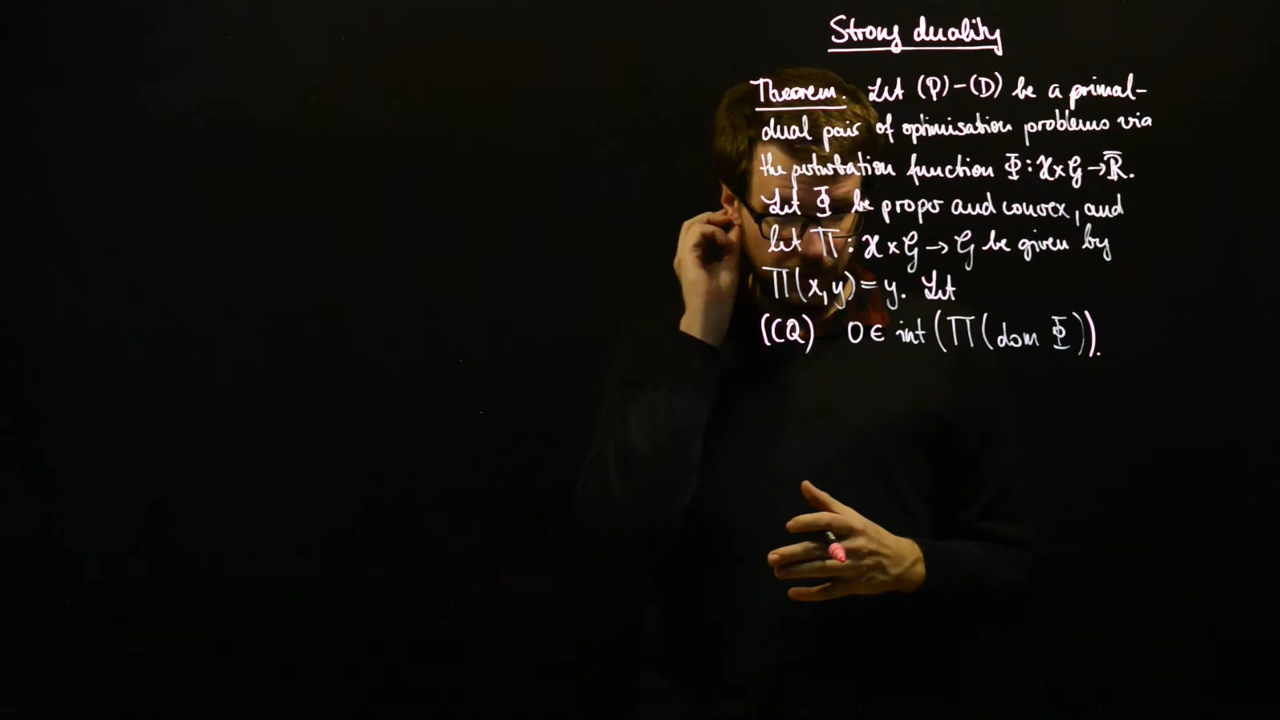 Strong duality
Theorem. Let (P)-(D) be a primal-
dual pair of optimisation problems via
the perturbation function Φ: 𝓗×𝓖→ℝ̅.
Let Φ be proper and convex, and
let Π: 𝓗×𝓖→𝓖 be given by
Π(x,y)=y. Let
(CQ) 0∈ int(Π(dom Φ)).